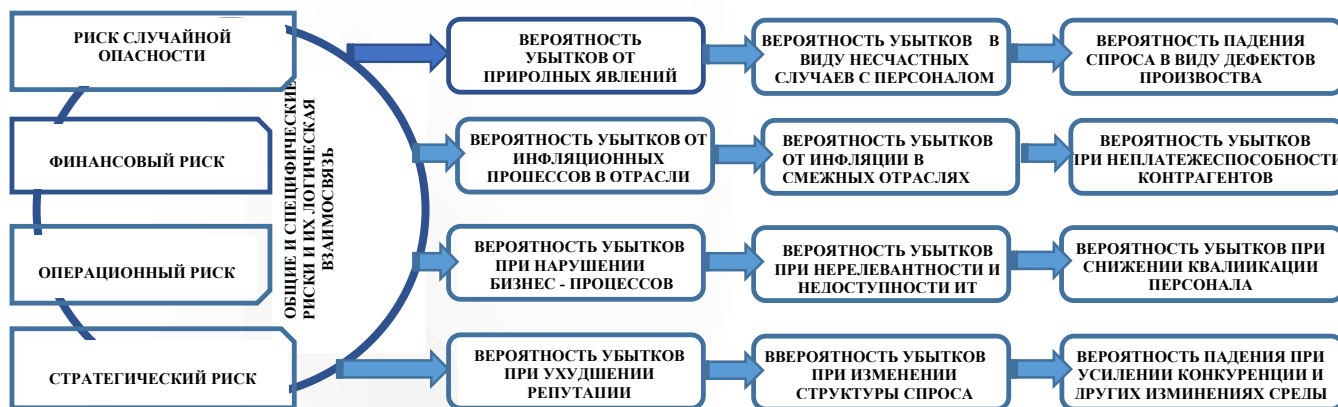 РИСК СЛУЧАЙНОЙ
ОПАСНОСТИ
ФИНАНСОВЫЙ РИСК
ОПЕРАЦИОННЫЙ РИСК
СТРАТЕГИЧЕСКИЙ РИСК
ОБЩИЕ И СПЕЦИФИЧЕСКИЕ
РИСКИ И ИХ ЛОГИЧЕСКАЯ
ВЗАИМОСВЯЗЬ
ВЕРОЯТНОСТЬ
УБЫТКОВ ОТ
ПРИРОДНЫХ ЯВЛЕНИЙ
ВЕРОЯТНОСТЬ УБЫТКОВ В
ВИДУ НЕСЧАСТНЫХ
СЛУЧАЕВ С ПЕРСОНАЛОМ
ВЕРОЯТНОСТЬ ПАДЕНИЯ
СПРОСА В ВИДУ ДЕФЕКТОВ
ПРОИЗВОСТВА
ВЕРОЯТНОСТЬ УБЫТКОВ ОТ
ИНФЛЯЦИОННЫХ
ПРОЦЕССОВ В ОТРАСЛИ
ВЕРОЯТНОСТЬ УБЫТКОВ
ОТ ИНФЛЯЦИИ В
СМЕЖНЫХ ОТРАСЛЯХ
ВЕРОЯТНОСТЬ УБЫТКОВ
ПРИ НЕПЛАТЕЖЕСПОСОБНОСТИ
КОНТРАГЕНТОВ
ВЕРОЯТНОСТЬ УБЫТКОВ
ПРИ НАРУШЕНИИ
БИЗНЕС - ПРОЦЕССОВ
ВЕРОЯТНОСТЬ УБЫТКОВ
ПРИ НЕРЕЛЕВАНТНОСТИ И
НЕДОСТУПНОСТИ ИТ
ВЕРОЯТНОСТЬ УБЫТКОВ ПРИ
СНИЖЕНИИ КВАЛИИКАЦИИ
ПЕРСОНАЛА
ВЕРОЯТНОСТЬ УБЫТКОВ
ПРИ УХУДШЕНИИ
РЕПУТАЦИИ
ВВЕРОЯТНОСТЬ УБЫТКОВ
ПРИ ИЗМЕНЕНИИ
СТРУКТУРЫ СПРОСА
ВЕРОЯТНОСТЬ ПАДЕНИЯ ПРИ
УСИЛЕНИИ КОНКУРЕНЦИИ И
ДРУГИХ ИЗМИНЕНИЯХ СРЕДЫ